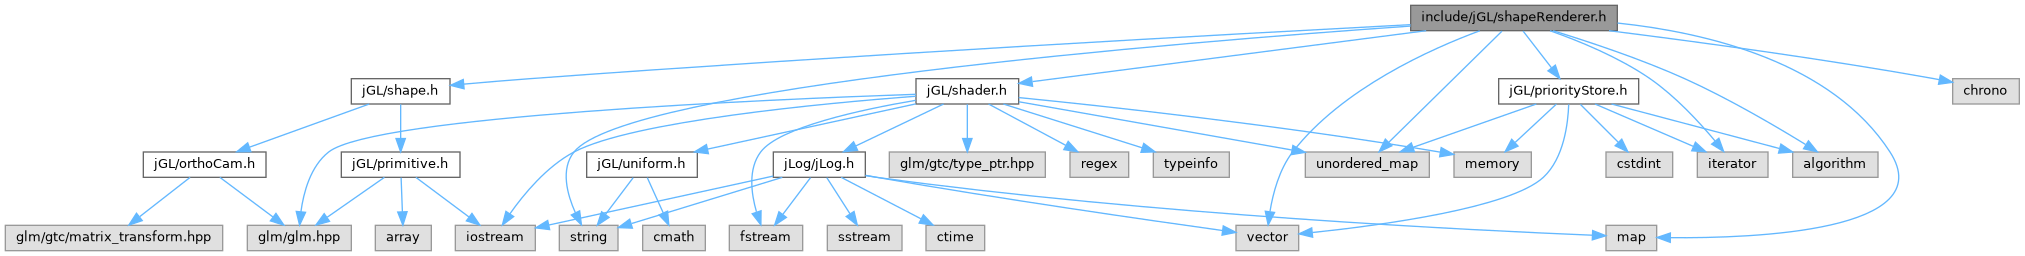 include/jGL/shapeRenderer.h
jGL/shape.h
jGL/shader.h
jGL/priorityStore.h
chrono
jGL/orthoCam.h
jGL/primitive.h
jGL/uniform.h
jLog/jLog.h
glm/gtc/type_ptr.hpp
regex
typeinfo
unordered_map
memory
cstdint
iterator
algorithm
glm/gtc/matrix_transform.hpp
glm/glm.hpp
array
iostream
string
cmath
fstream
sstream
ctime
vector
map